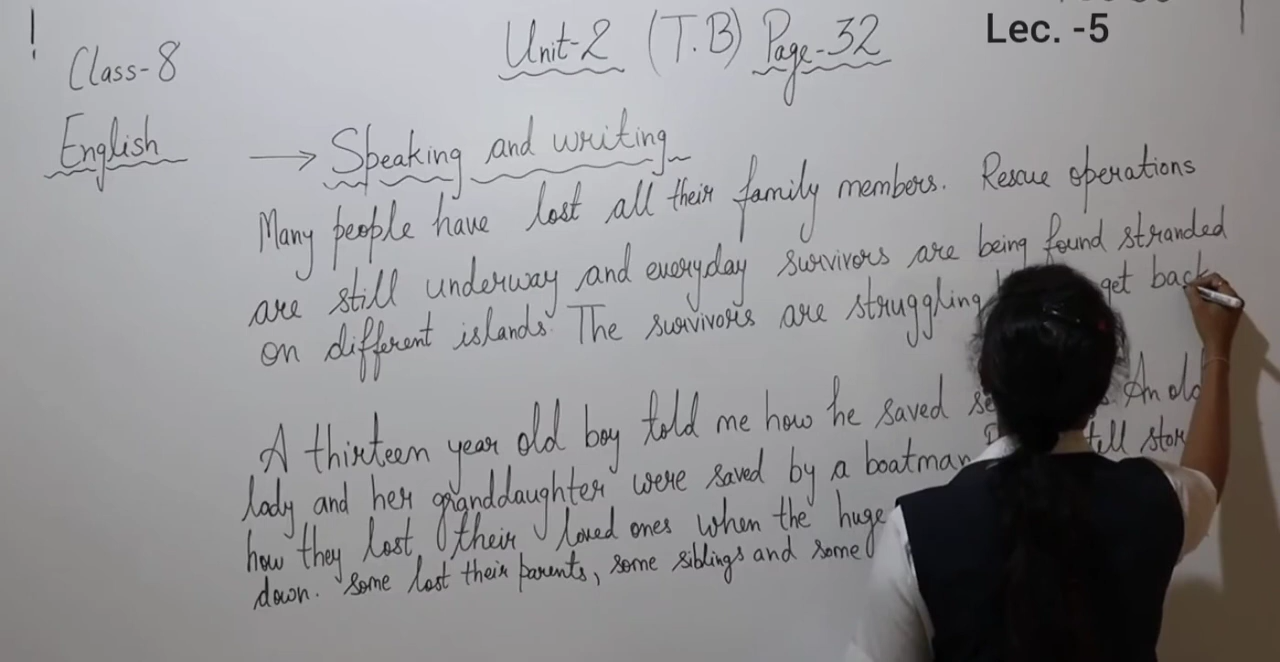 Lec. -5
Class-8
Unit-2 (T.B) Page-32
English
→ Speaking and writing
Many people have lost all their family members. Rescue operations
are still underway and everyday survivors are being found stranded
on different islands. The survivors are struggling get back
A thirteen year old boy told me how he saved An old
lady and her granddaughter were saved by a boatman tell
how they lost their loved ones when the huge
down. Some lost their parents, some siblings and some